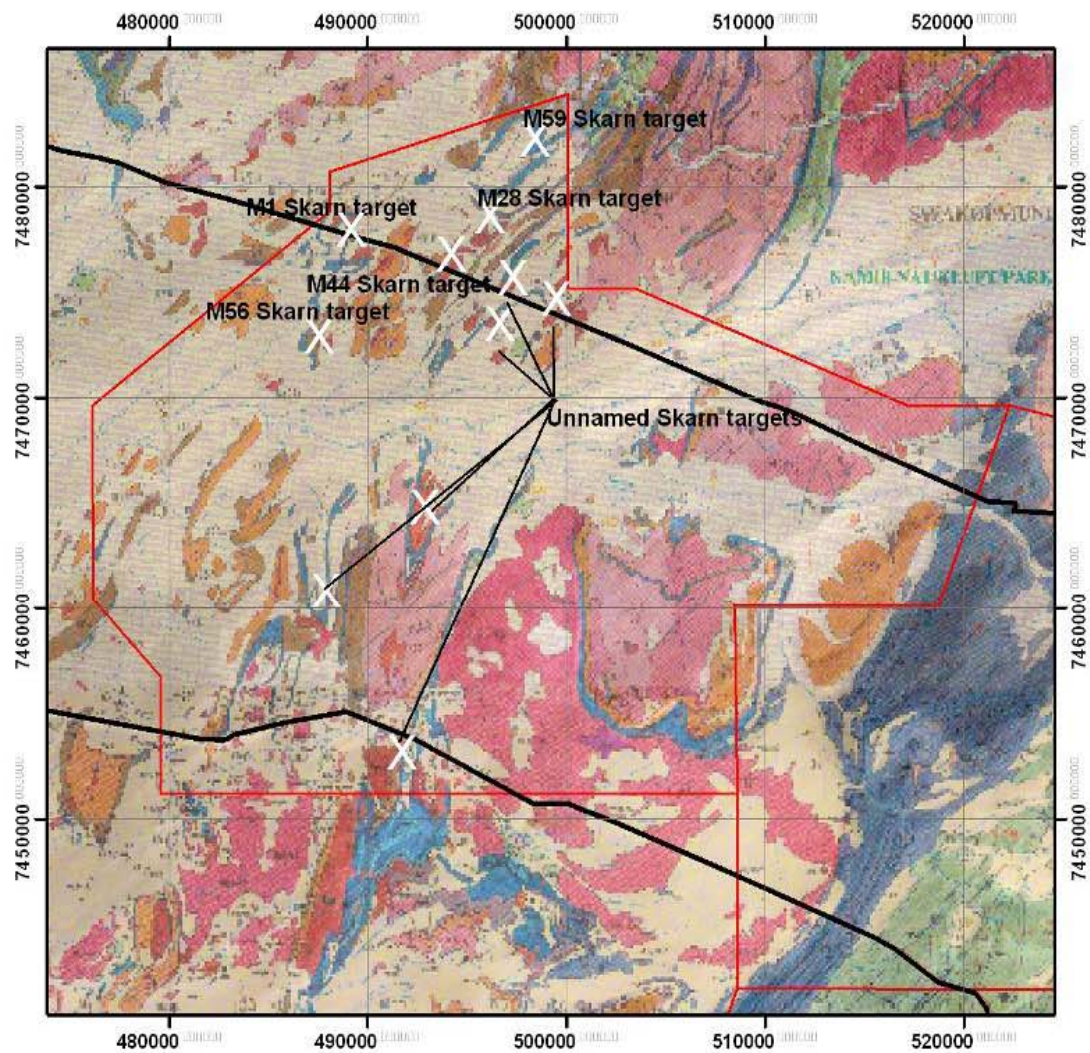 480000 490000 500000 510000 520000
M59 Skarn target
7480000
M28 Skarn target
M1 Skarn target
7480000
SWAKOPMUND
NAMIB NAUKLUFT PARK
M44 Skarn target
M56 Skarn target
7470000
Unnamed Skarn targets
7470000
7460000
7460000
7450000
7450000
480000 490000 500000 510000 520000